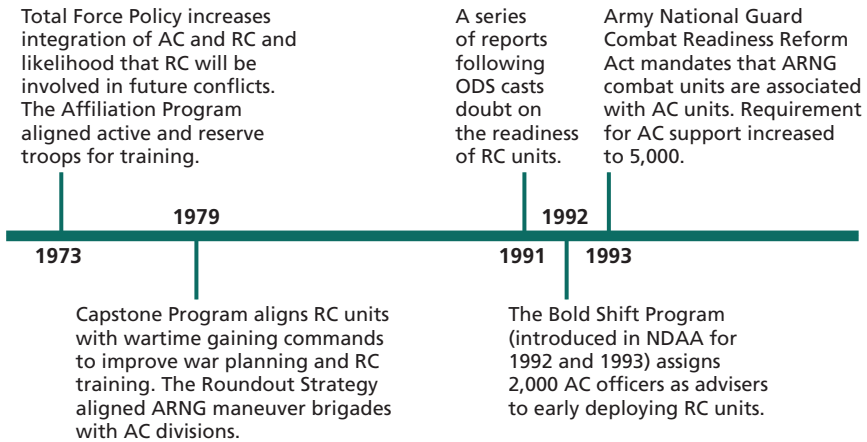 Total Force Policy increases
integration of AC and RC and
likelihood that RC will be
involved in future conflicts.
The Affiliation Program
aligned active and reserve
troops for training.
A series
of reports
following
ODS casts
doubt on
the readiness
of RC units.
Army National Guard
Combat Readiness Reform
Act mandates that ARNG
combat units are associated
with AC units. Requirement
for AC support increased
to 5,000.
1979
1992
1973
1991
1993
Capstone Program aligns RC units
with wartime gaining commands
to improve war planning and RC
training. The Roundout Strategy
aligned ARNG maneuver brigades
with AC divisions.
The Bold Shift Program
(introduced in NDAA for
1992 and 1993) assigns
2,000 AC officers as advisers
to early deploying RC units.